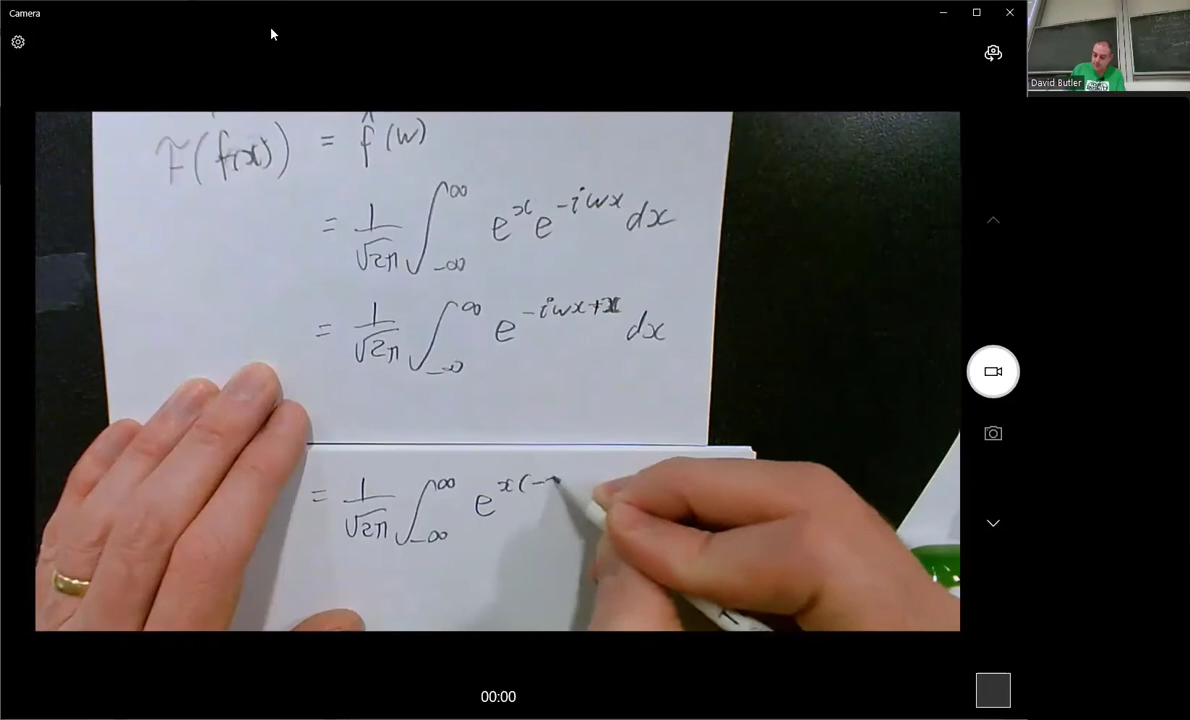 Camera
David Butler
F(f(x)) = f̂(w)
= 1/√2π ∫_{-∞}^{∞} e^x e^{-iwx} dx
= 1/√2π ∫_{-∞}^{∞} e^{-iwx+x} dx
= 1/√2π ∫_{-∞}^{∞} e^{x(-
00:00